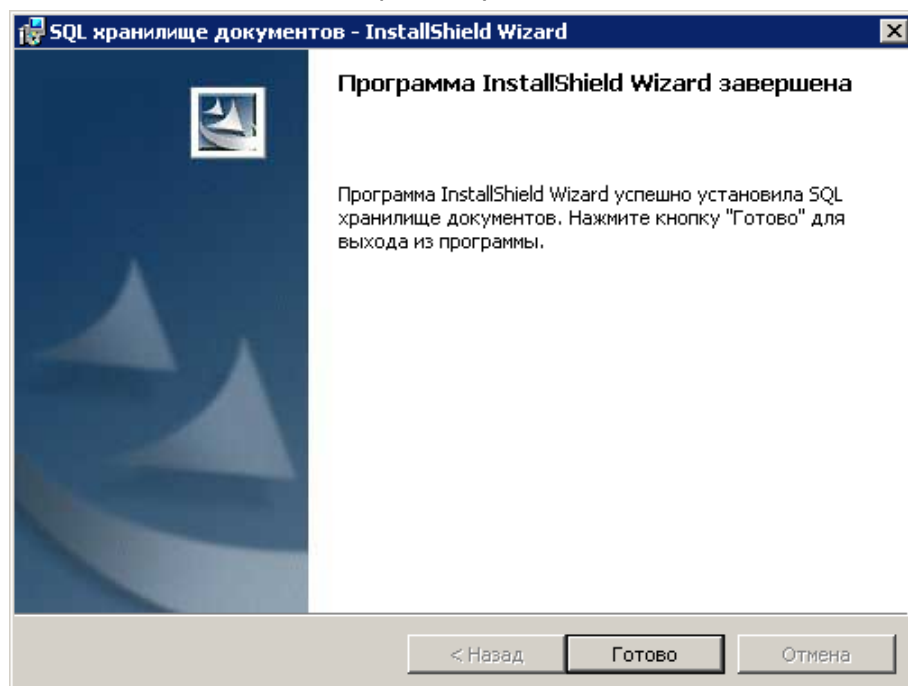 SQL хранилище документов - InstallShield Wizard
Программа InstallShield Wizard завершена
Программа InstallShield Wizard успешно установила SQL
хранилище документов. Нажмите кнопку "Готово" для
выхода из программы.
< Назад
Готово
Отмена